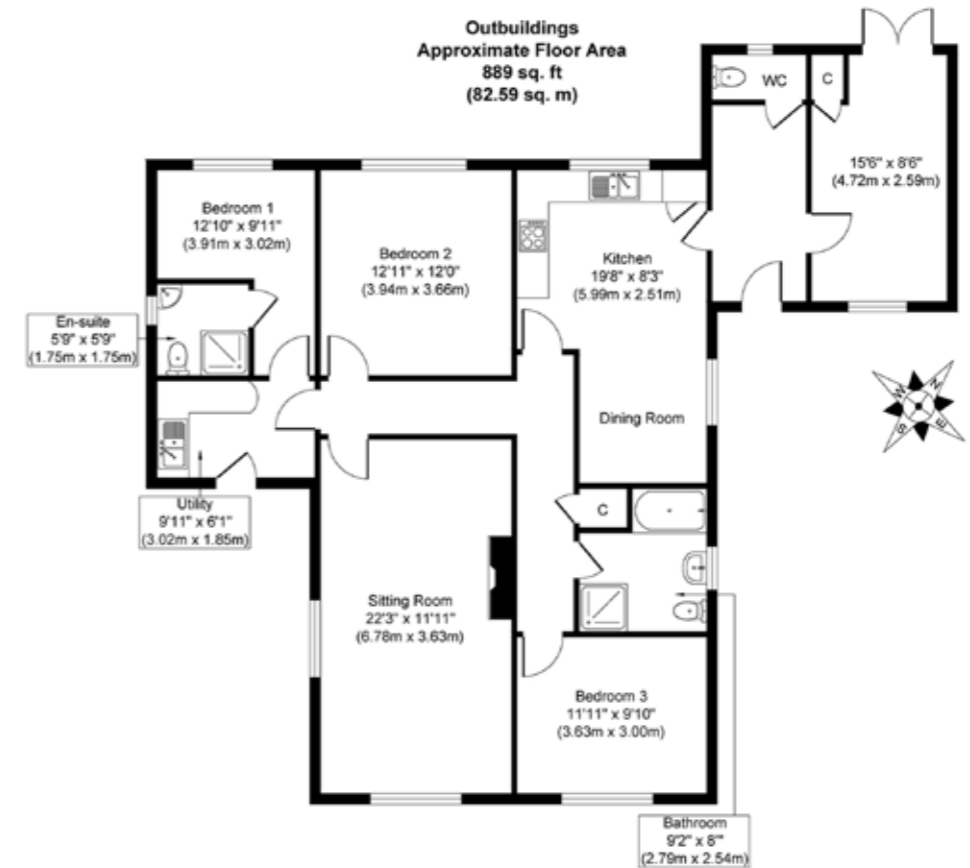 Outbuildings
Approximate Floor Area
889 sq. ft
(82.59 sq. m)
WC
C
15'6" x 8'6"
(4.72m x 2.59m)
Bedroom 1
12'10" x 9'11"
(3.91m x 3.02m)
Bedroom 2
12'11" x 12'0"
(3.94m x 3.66m)
Kitchen
19'8" x 8'3"
(5.99m x 2.51m)
En-suite
5'9" x 5'9"
(1.75m x 1.75m)
Dining Room
N
E
S
W
Utility
9'11" x 6'1"
(3.02m x 1.85m)
C
Sitting Room
22'3" x 11'11"
(6.78m x 3.63m)
Bedroom 3
11'11" x 9'10"
(3.63m x 3.00m)
Bathroom
9'2" x 8'"
(2.79m x 2.54m)